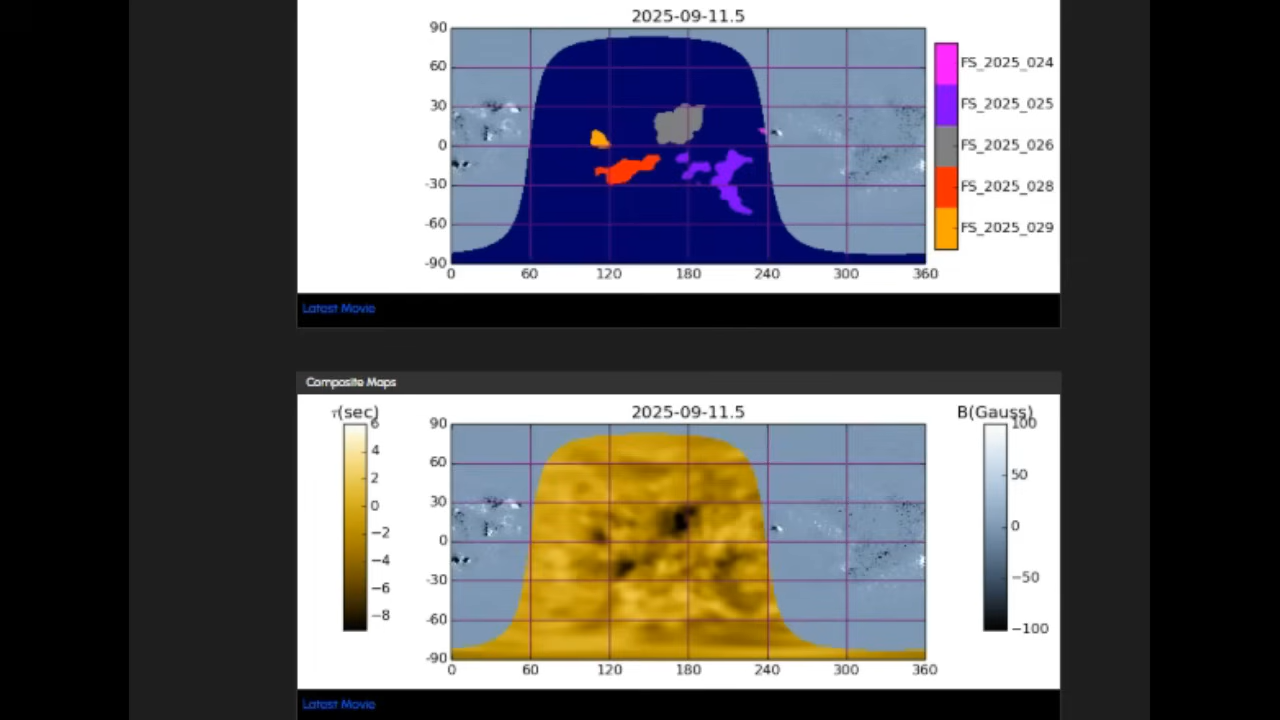 2025-09-11.5
90
60
30
0
-30
-60
-90
0 60 120 180 240 300 360
FS_2025_024
FS_2025_025
FS_2025_026
FS_2025_028
FS_2025_029
Latest Movie
Composite Maps
τ(sec)
6
4
2
0
−2
−4
−6
−8
2025-09-11.5
90
60
30
0
-30
-60
-90
0 60 120 180 240 300 360
B(Gauss)
100
50
0
−50
−100
Latest Movie